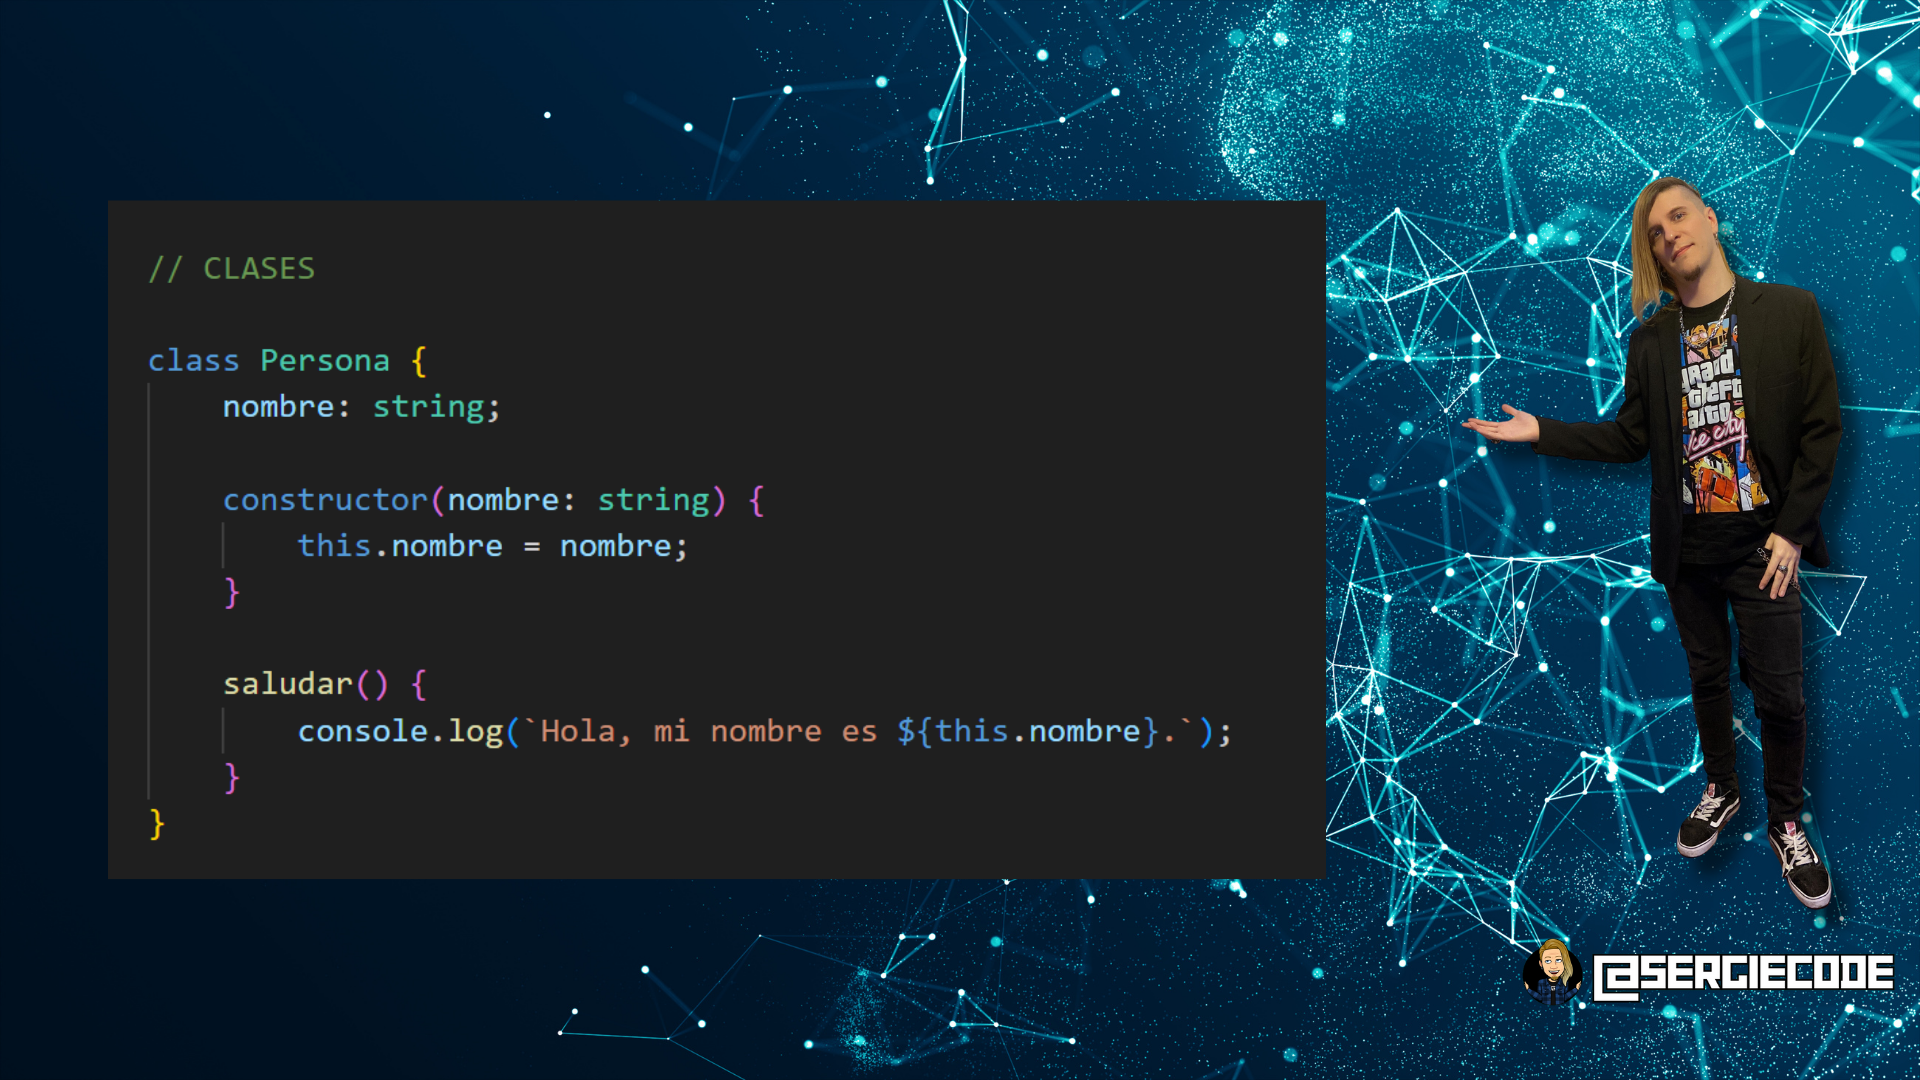 // CLASES
class Persona {
nombre: string;
constructor(nombre: string) {
this.nombre = nombre;
}
saludar() {
console.log(`Hola, mi nombre es ${this.nombre}.`);
}
}
grand
theft
auto
vice city
@SERGIECODE